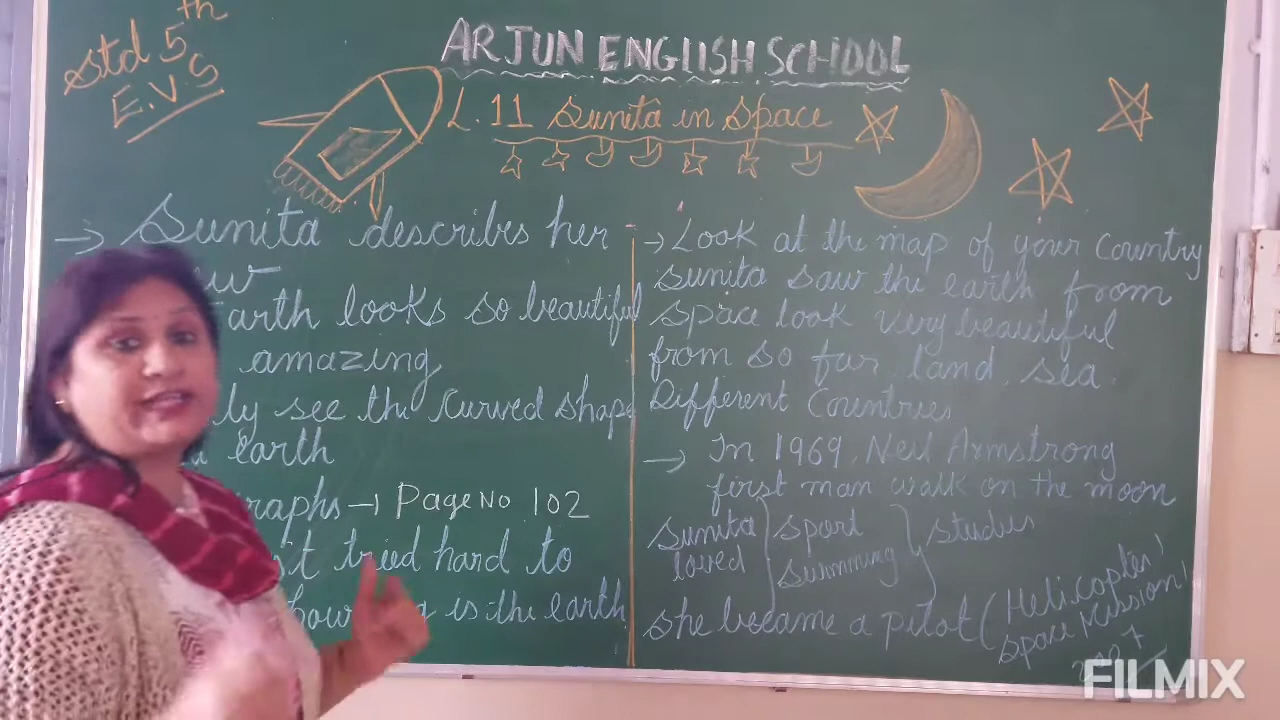 Std 5th
E.V.S
ARJUN ENGLISH SCHOOL
L.11 Sunita in Space
→ Sunita describes her
arth looks so beautiful
amazing
ly see the curved shape
earth
raphs → Page No 102
st tried hard to
is the earth
→ Look at the map of your Country
sunita saw the earth from
space look very beautiful
from so far, land, sea.
Different Countries
→ In 1969, Neil Armstrong
first man walk on the moon
sunita loved
sport
swimming
studies
she became a pilot (Helicopter)
space Mission)
FILMIX